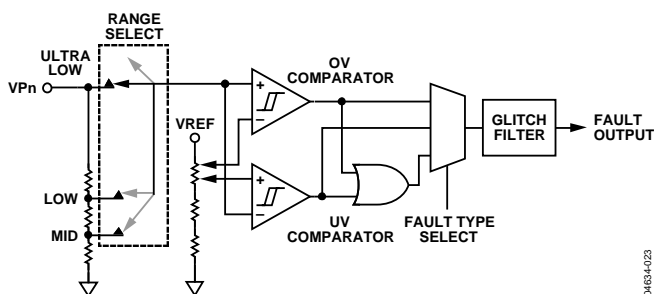 RANGE
SELECT
ULTRA
LOW
VPn
LOW
MID
VREF
OV
COMPARATOR
+
−
+
−
UV
COMPARATOR
FAULT TYPE
SELECT
GLITCH
FILTER
FAULT
OUTPUT
04634-023